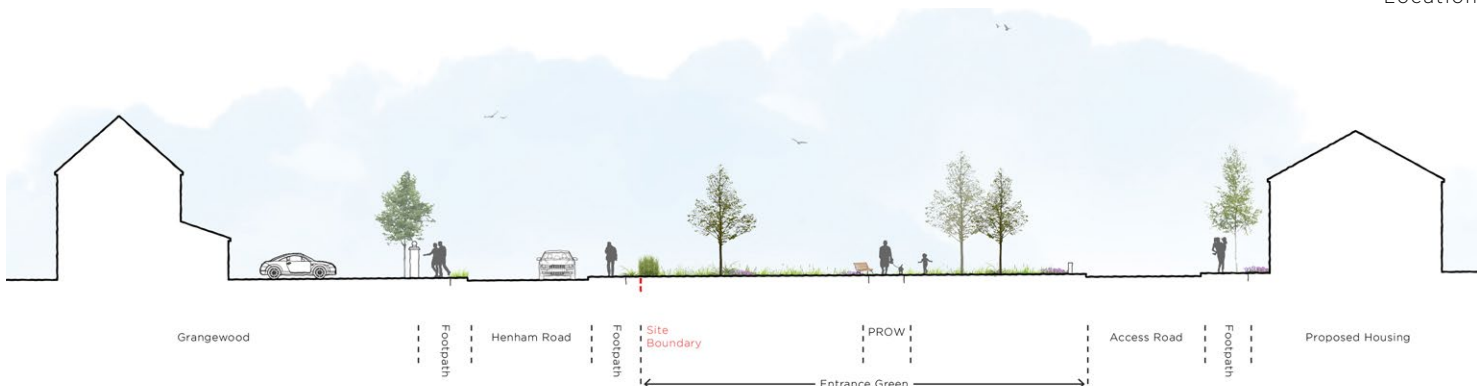 Location
Grangewood
Footpath
Henham Road
Footpath
Site
Boundary
PROW
Access Road
Footpath
Proposed Housing
Entrance Green